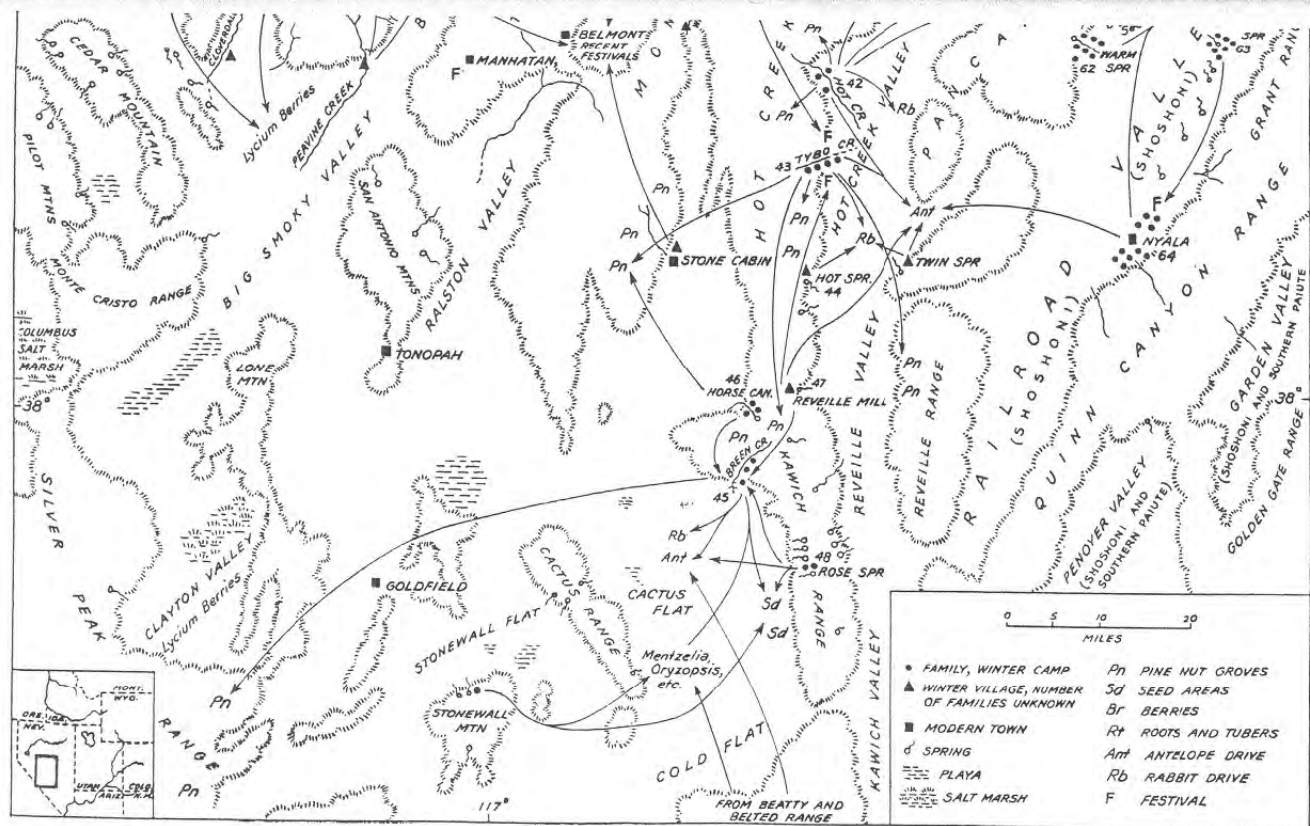 CLOVERDALE
CEDAR MOUNTAIN
PILOT MTNS
Lycium Berries
PEAVINE CREEK
MONTE CRISTO RANGE
COLUMBUS
SALT
MARSH
38°
BIG SMOKY VALLEY
MANHATAN
F
BELMONT
RECENT
FESTIVALS
SAN ANTONIO MTNS
RALSTON VALLEY
TONOPAH
LONE
MTN
SILVER PEAK RANGE
CLAYTON VALLEY
Lycium Berries
Pn
Pn
GOLDFIELD
STONEWALL FLAT
STONEWALL
MTN
CACTUS RANGE
CACTUS
FLAT
Mentzelia,
Oryzopsis,
etc.
COLD FLAT
FROM BEATTY AND
BELTED RANGE
117°
MON
HOT CREEK
Pn
Pn
Pn
STONE CABIN
42
HOT CR.
Pn
Pn
Rb
F
TYBO CR.
43
F
Pn
Pn
HOT CREEK VALLEY
Rb
HOT SPR.
44
Ant
TWIN SPR
PANCA
46
HORSE CAN.
47
REVEILLE MILL
Pn
Pn
BREEN CR.
45
KAWICH RANGE
REVEILLE VALLEY
REVEILLE RANGE
Pn
Pn
Rb
Ant
48
ROSE SPR
Sd
Sd
KAWICH VALLEY
WARM
62 SPR
SPR
63
VALLE
(SHOSHONI)
F
NYALA
64
RAILROAD
(SHOSHONI)
GRANT RANGE
QUINN CANYON RANGE
GARDEN VALLEY
(SHOSHONI AND SOUTHERN PAIUTE
38°
GOLDEN GATE RANGE
PENOYER VALLEY
(SHOSHONI AND
SOUTHERN PAIUTE)
0 5 10 20
MILES
FAMILY, WINTER CAMP
WINTER VILLAGE, NUMBER
OF FAMILIES UNKNOWN
MODERN TOWN
SPRING
PLAYA
SALT MARSH
Pn PINE NUT GROVES
Sd SEED AREAS
Br BERRIES
Rt ROOTS AND TUBERS
Ant ANTELOPE DRIVE
Rb RABBIT DRIVE
F FESTIVAL
ORE. IDA.
NEV.
MONT.
WYO.
UTAH COLO.
ARIZ. N.M.